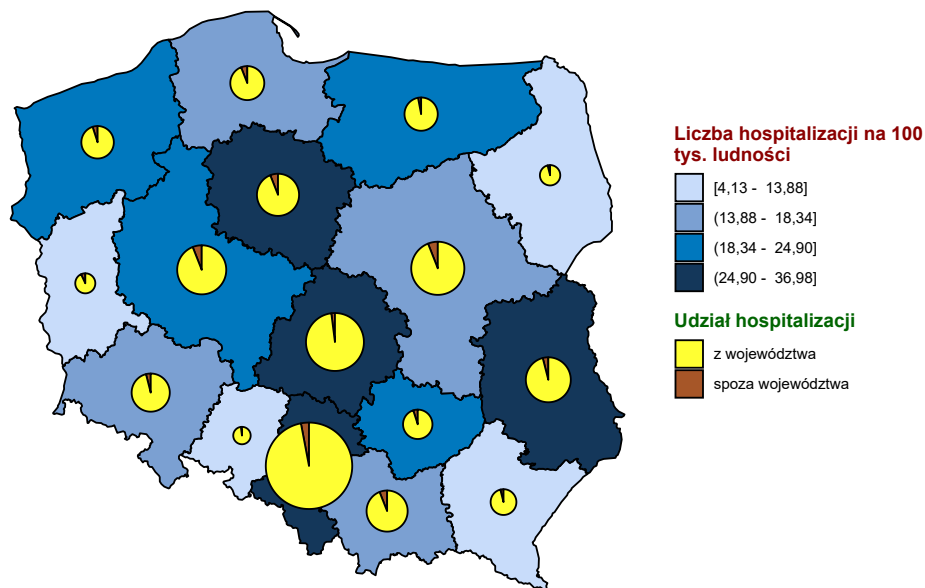 Liczba hospitalizacji na 100
tys. ludności
[4,13 - 13,88]
(13,88 - 18,34]
(18,34 - 24,90]
(24,90 - 36,98]
Udział hospitalizacji
z województwa
spoza województwa